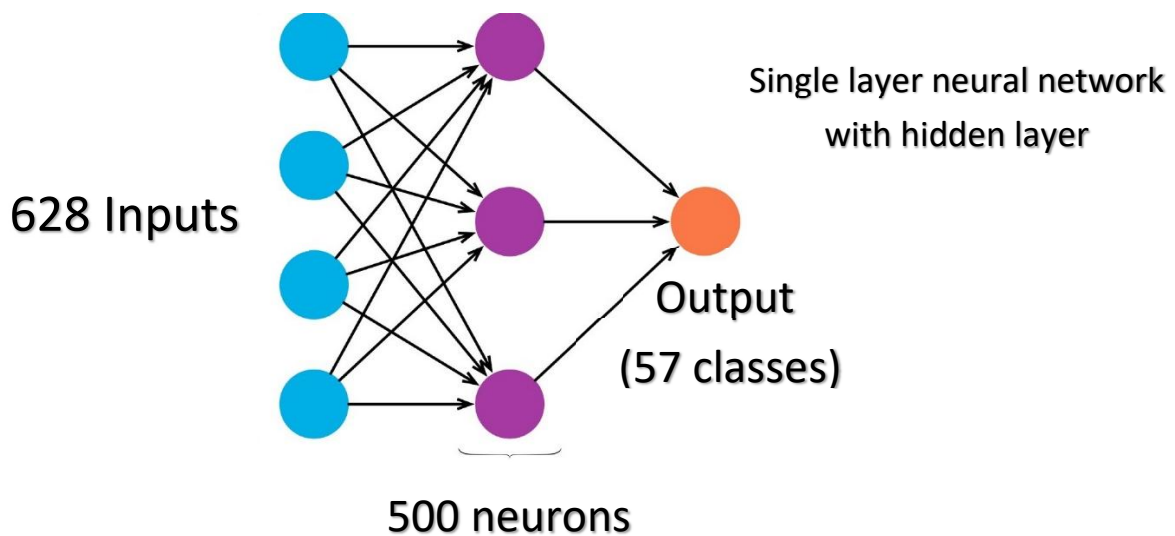 Single layer neural network
with hidden layer
628 Inputs
Output
(57 classes)
500 neurons